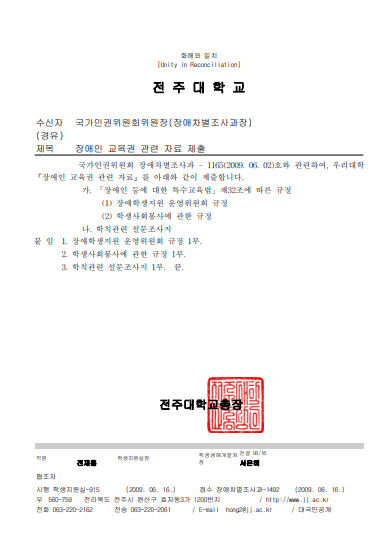 화해와 일치
[Unity in Reconciliation]
전 주 대 학 교
수신자 국가인권위원회위원장(장애차별조사과장)
(경유)
제목 장애인 교육권 관련 자료 제출
국가인권위원회 장애차별조사과 - 1165(2009. 06. 02)호와 관련하여, 우리대학
『장애인 교육권 관련 자료』를 아래와 같이 제출합니다.
가. 「장애인 등에 대한 특수교육법」제32조에 따른 규정
(1) 장애학생지원 운영위원회 규정
(2) 학생사회봉사에 관한 규정
나. 학칙관련 설문조사지
붙 임 1. 장애학생지원 운영위원회 규정 1부.
2. 학생사회봉사에 관한 규정 1부.
3. 학칙관련 설문조사지 1부. 끝.
전주대학교총장
직원 전재홍 학생지원실장 학생생애개발처장 전결 06/16
협조자
시행 학생지원실-915 (2009. 06. 16.) 접수 장애차별조사과-1492 (2009. 06. 16.)
우 560-759 전라북도 전주시 완산구 효자동3가 1200번지 / http://www.jj.ac.kr
전화 063-220-2162 전송 063-220-2061 / E-mail hong2@jj.ac.kr / 대국민공개